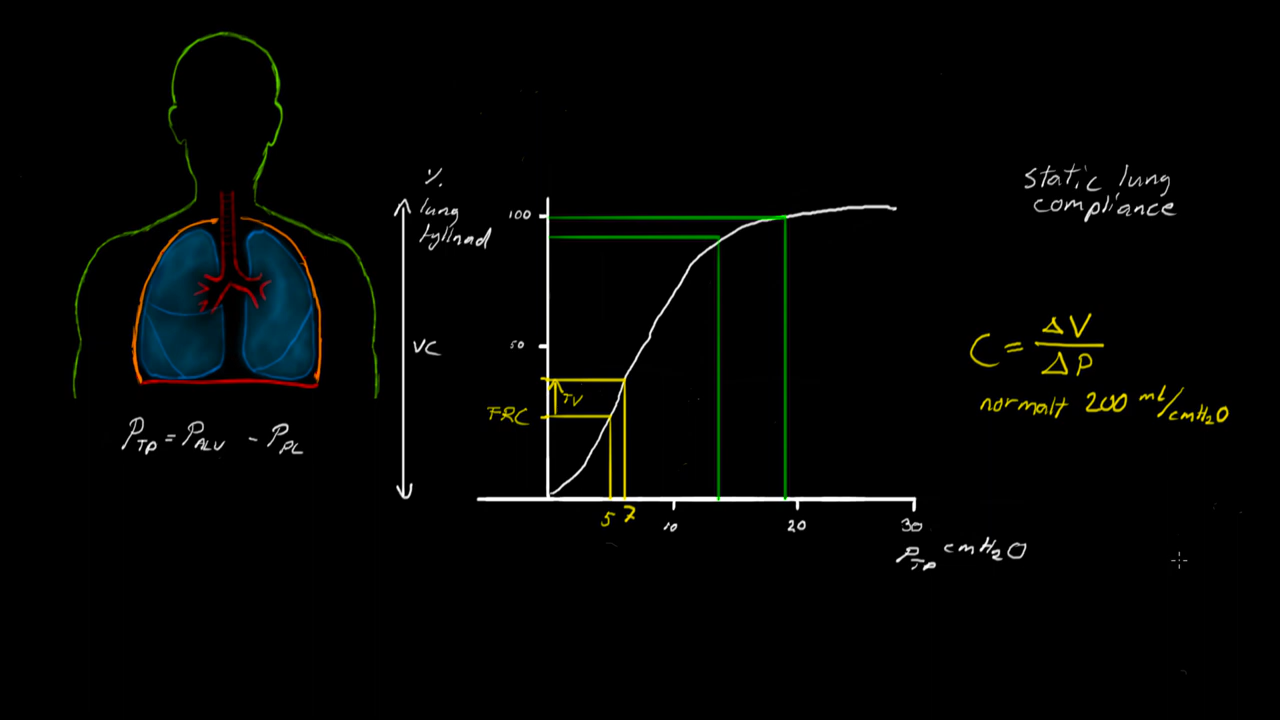 %
lung
fyllnad
100
VC
50
TV
FRC
5 7
10
20
30
P_TP cmH₂O
P_TP = P_ALV - P_PL
static lung
compliance
C = ΔV/ΔP
normalt 200 ml/cmH₂O